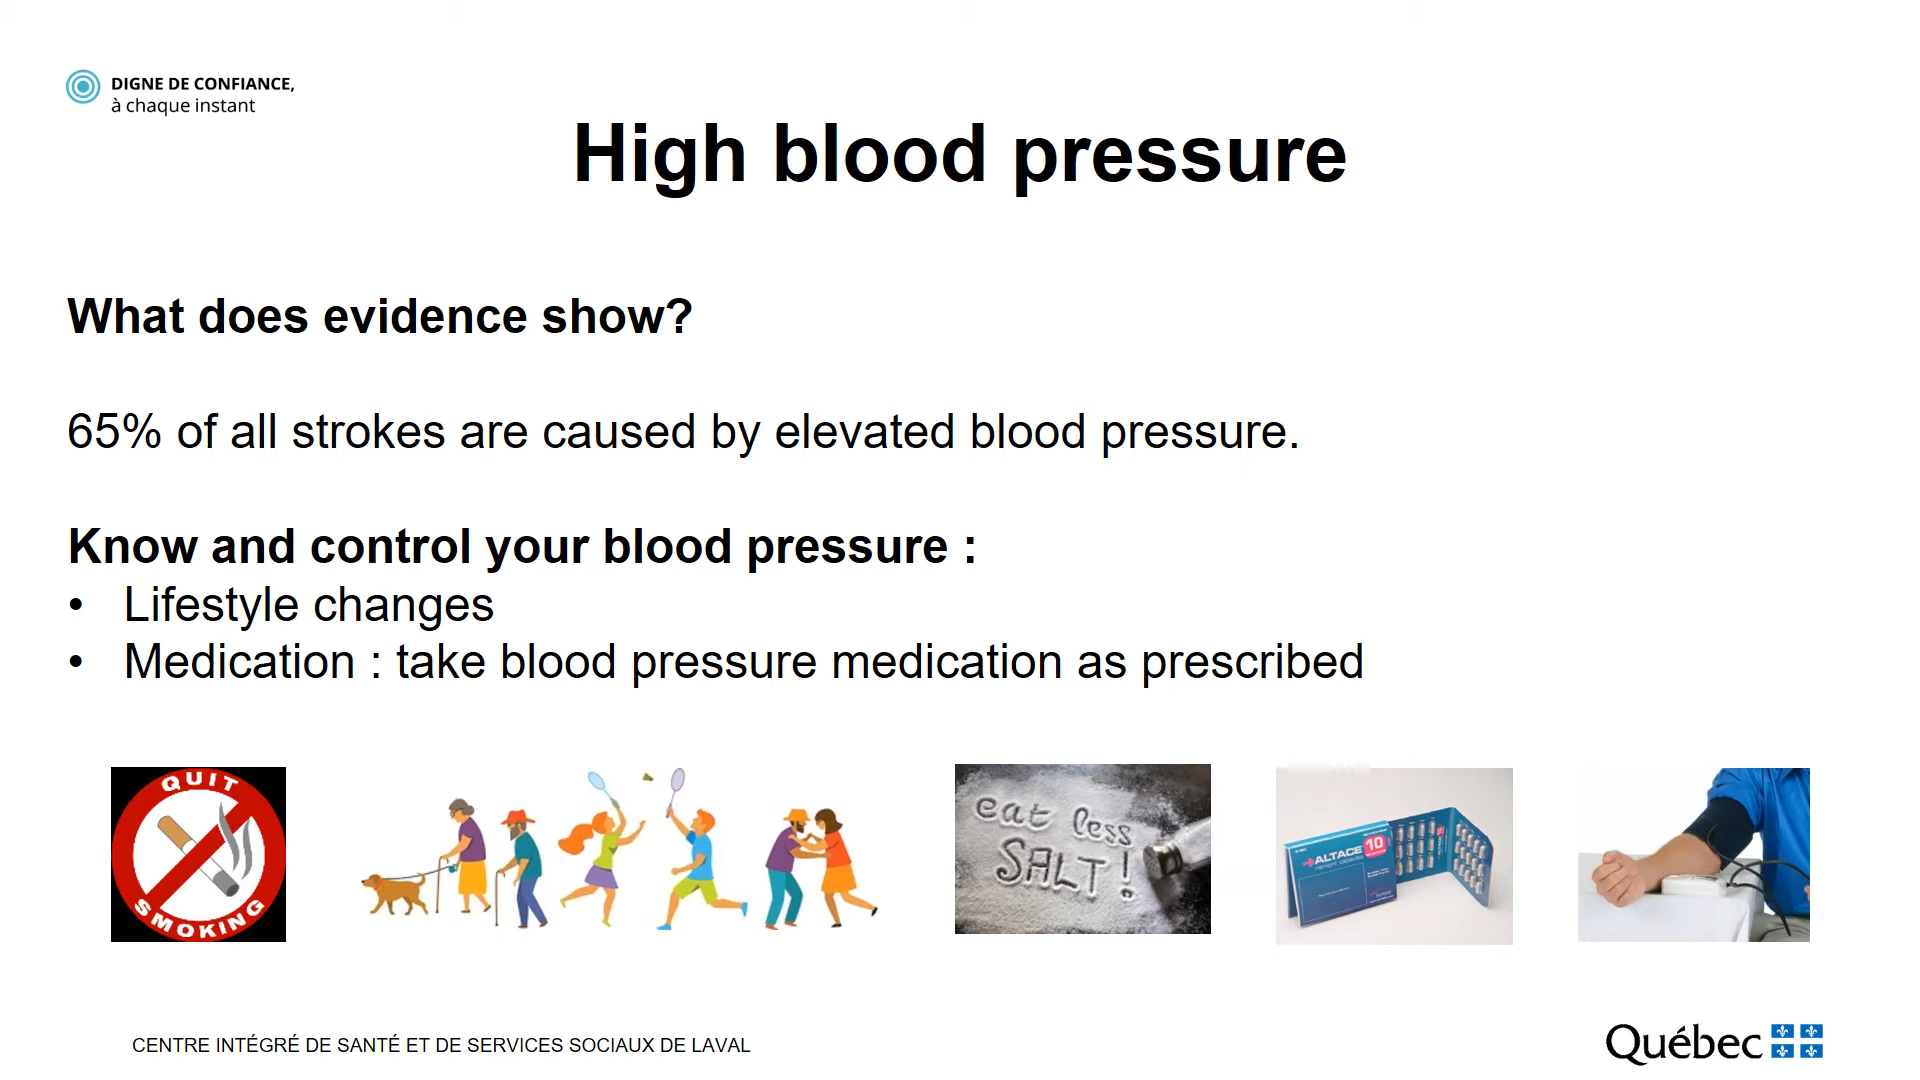 DIGNE DE CONFIANCE,
à chaque instant
High blood pressure
What does evidence show?
65% of all strokes are caused by elevated blood pressure.
Know and control your blood pressure :
• Lifestyle changes
• Medication : take blood pressure medication as prescribed
QUIT
SMOKING
eat less
SALT!
ALTACE 10
CENTRE INTÉGRÉ DE SANTÉ ET DE SERVICES SOCIAUX DE LAVAL
Québec